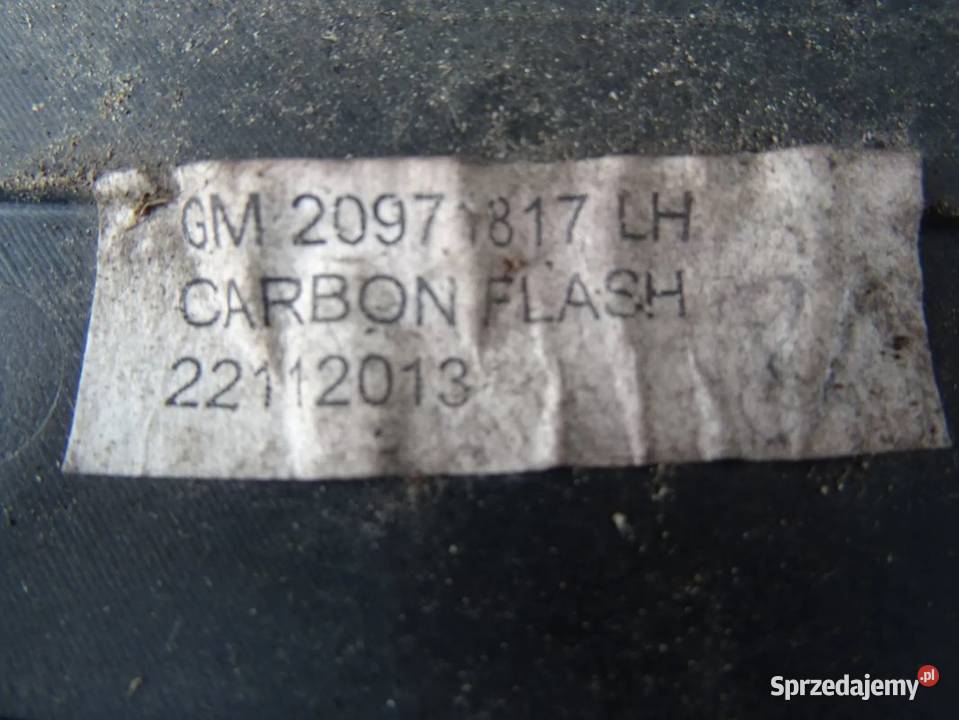 GM 20971817 LH
CARBON FLASH
22112013
Sprzedajemy.pl